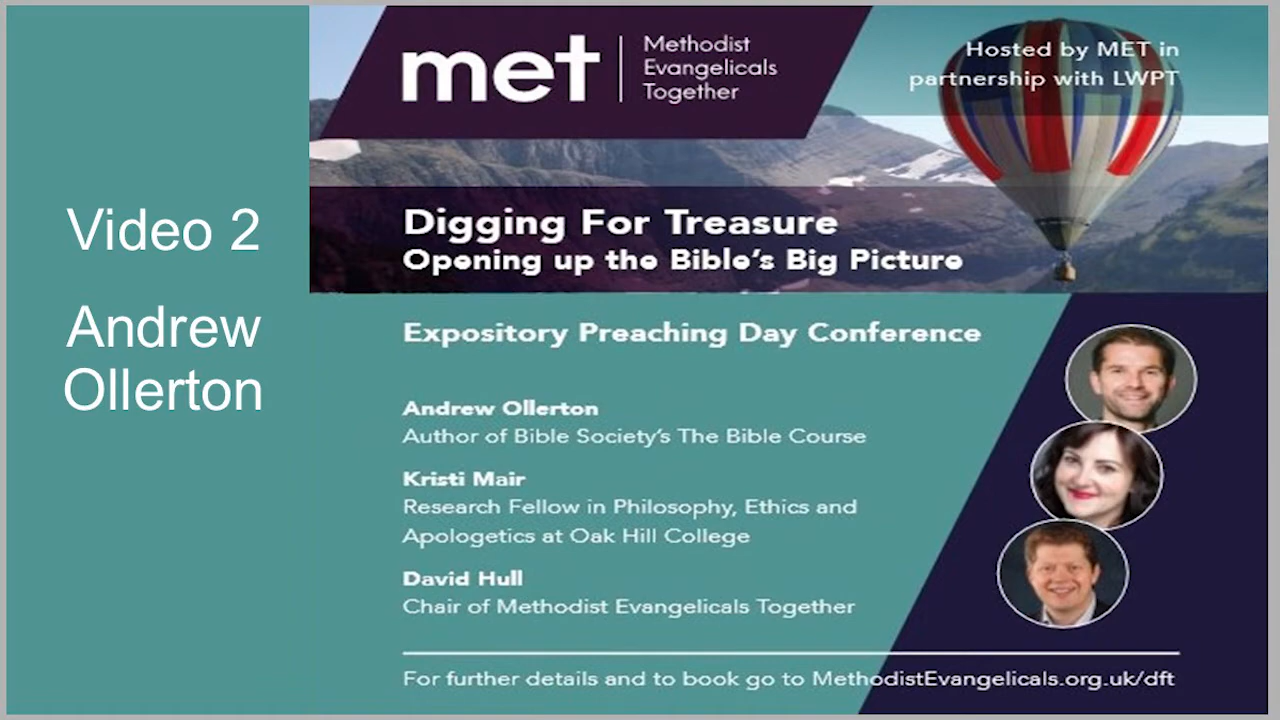 Video 2
Andrew
Ollerton
met
Methodist
Evangelicals
Together
Hosted by MET in
partnership with LWPT
Digging For Treasure
Opening up the Bible's Big Picture
Expository Preaching Day Conference
Andrew Ollerton
Author of Bible Society's The Bible Course
Kristi Mair
Research Fellow in Philosophy, Ethics and
Apologetics at Oak Hill College
David Hull
Chair of Methodist Evangelicals Together
For further details and to book go to MethodistEvangelicals.org.uk/dft